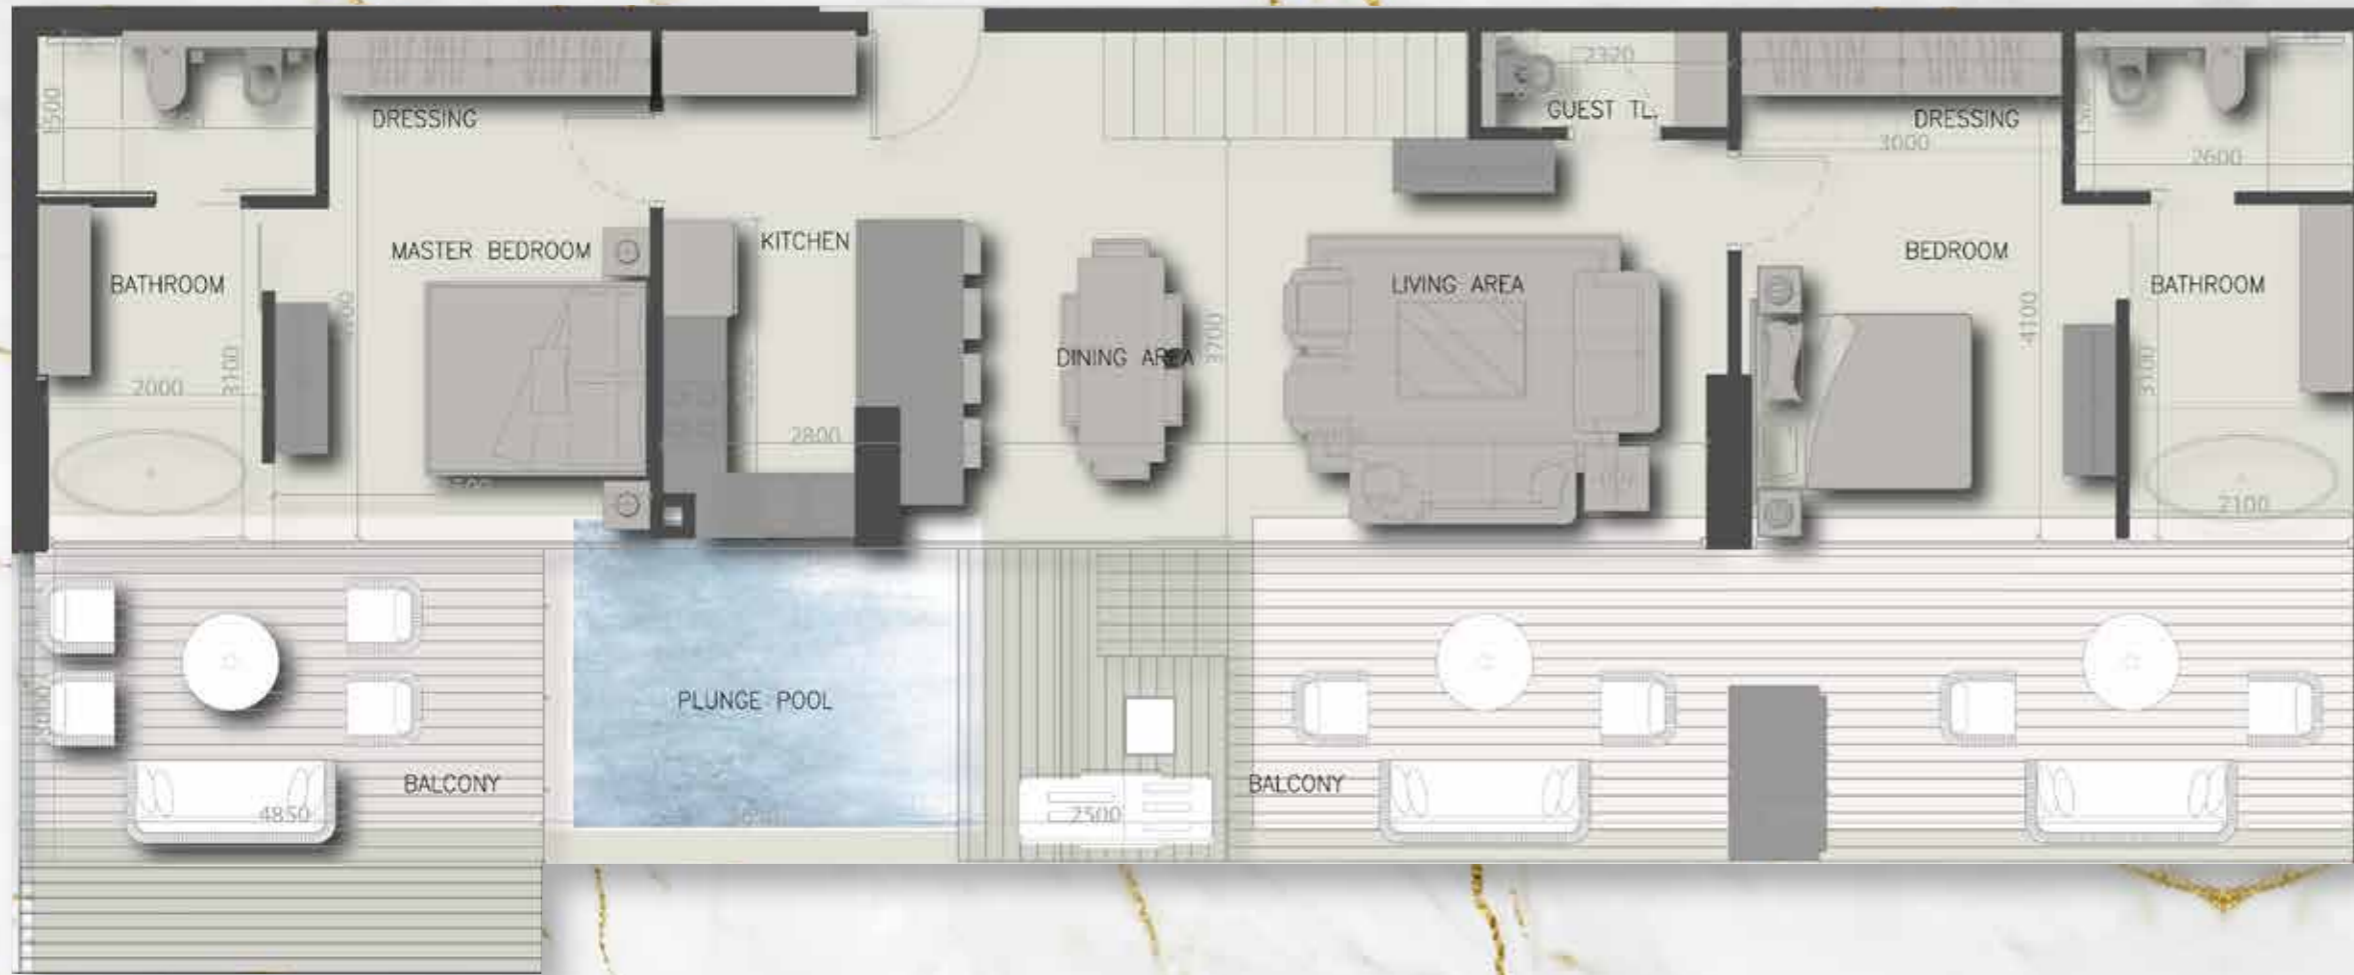 2320
GUEST TL.
1500
DRESSING
DRESSING
3000
2600
MASTER BEDROOM
KITCHEN
BEDROOM
BATHROOM
LIVING AREA
BATHROOM
2000
3100
DINING AREA
3700
4100
3100
2800
2100
PLUNGE POOL
BALCONY
BALCONY
4850
2500